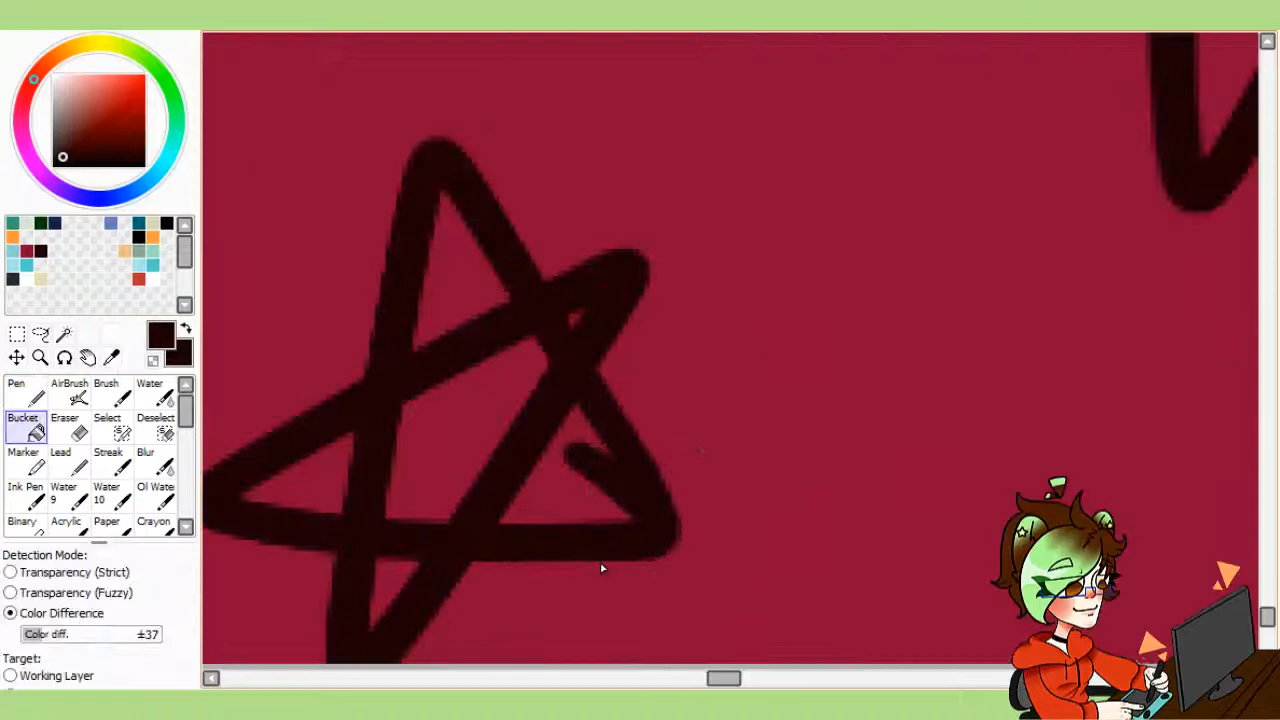 Pen AirBrush Brush Water
Bucket Eraser Select Deselect
Marker Lead Streak Blur
Ink Pen Water 9 Water 10 Ol Wate
Binary Acrylic Paper Crayon
Detection Mode:
Transparency (Strict)
Transparency (Fuzzy)
Color Difference
Color diff. ±37
Target:
Working Layer